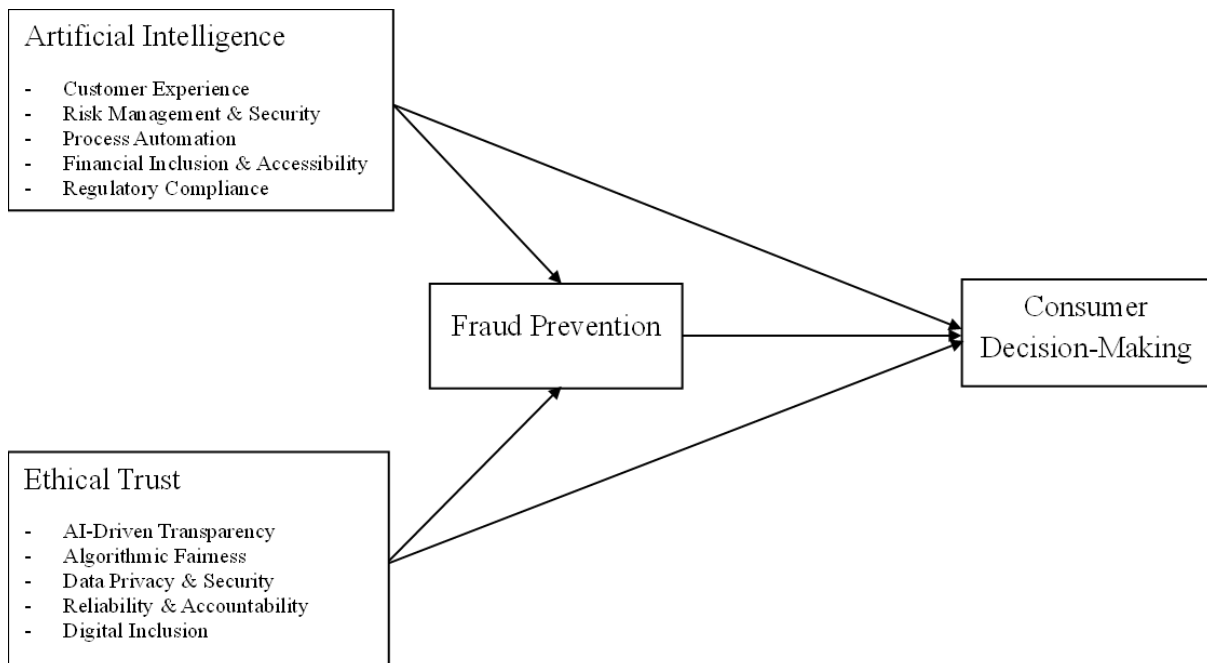 Artificial Intelligence
- Customer Experience
- Risk Management & Security
- Process Automation
- Financial Inclusion & Accessibility
- Regulatory Compliance
Fraud Prevention
Consumer
Decision-Making
Ethical Trust
- AI-Driven Transparency
- Algorithmic Fairness
- Data Privacy & Security
- Reliability & Accountability
- Digital Inclusion